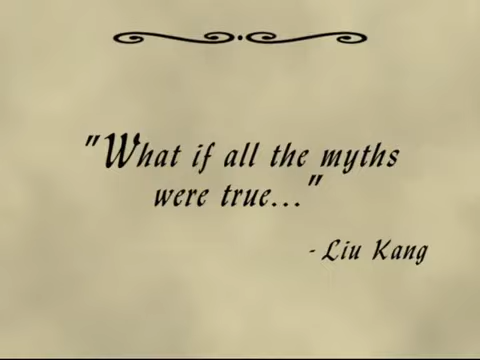 "What if all the myths
were true..."
- Liu Kang